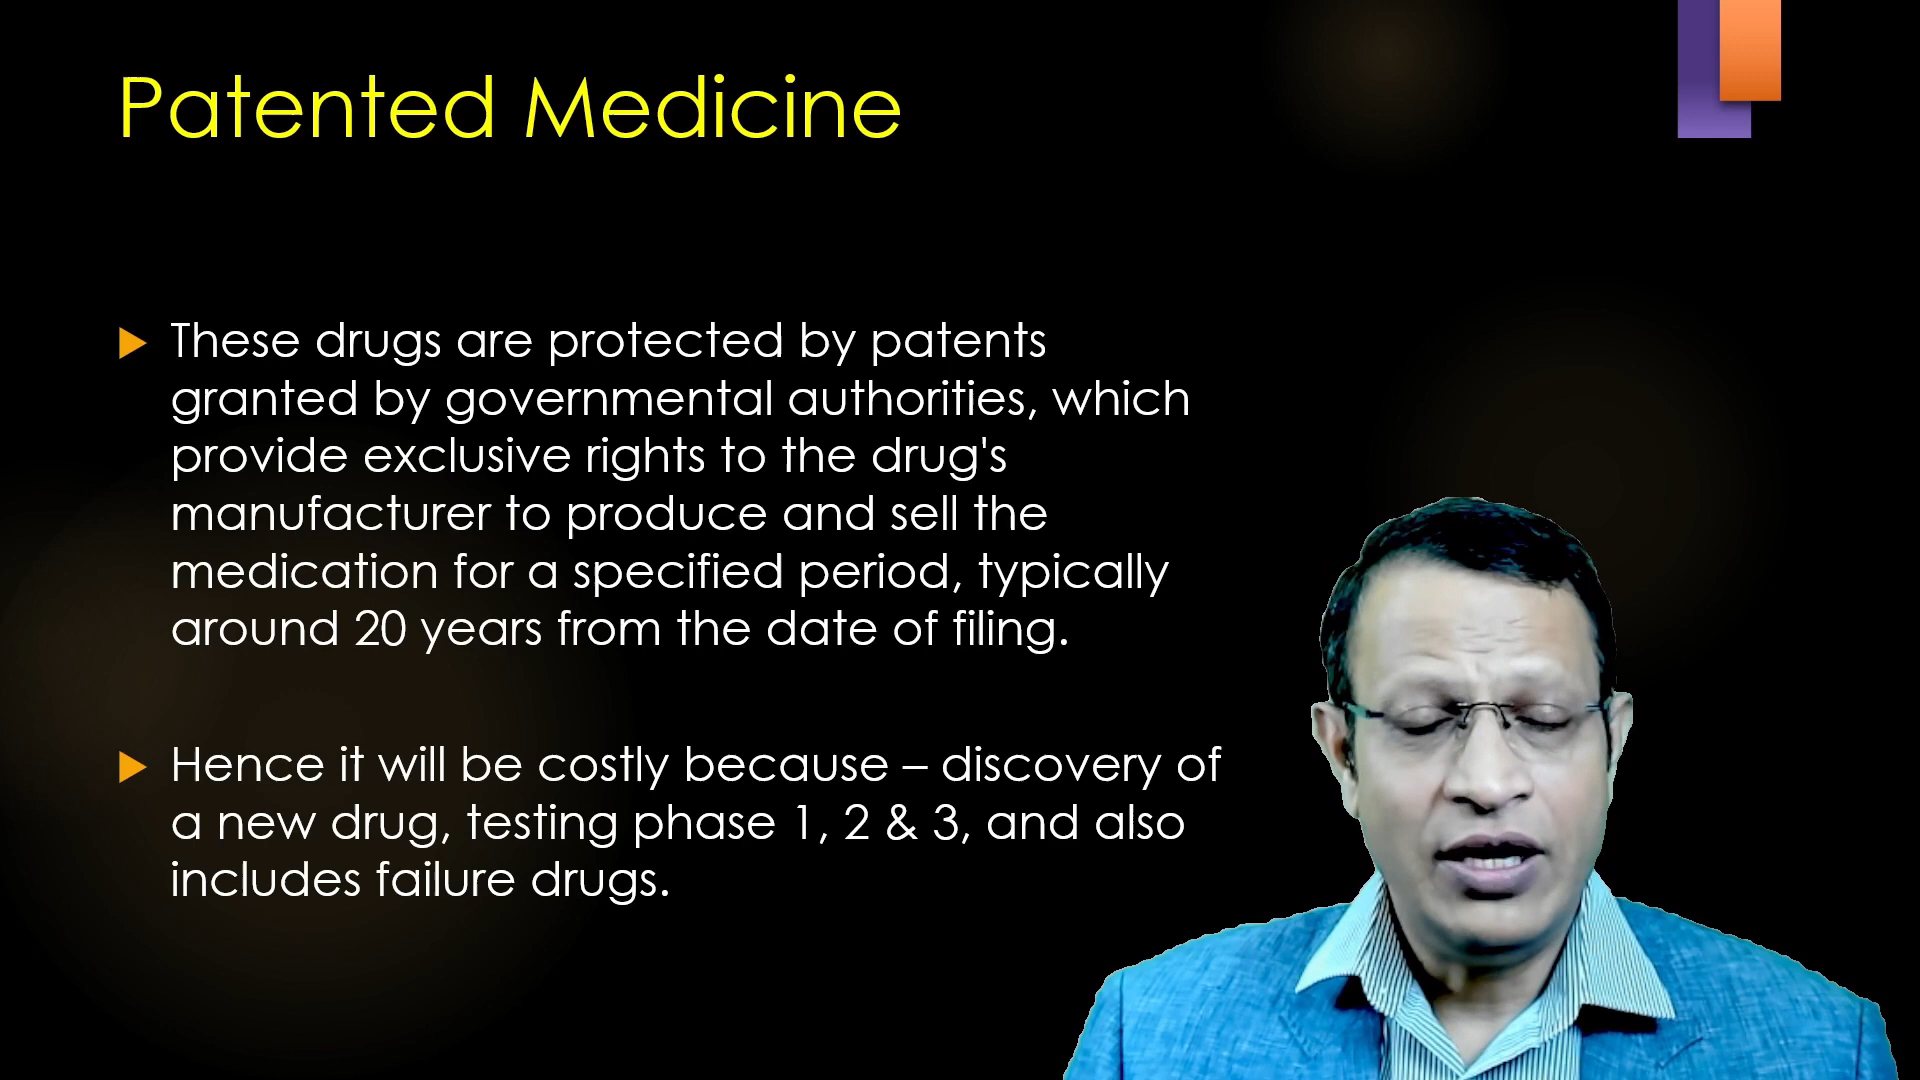 Patented Medicine
These drugs are protected by patents
granted by governmental authorities, which
provide exclusive rights to the drug's
manufacturer to produce and sell the
medication for a specified period, typically
around 20 years from the date of filing.
Hence it will be costly because – discovery of
a new drug, testing phase 1, 2 & 3, and also
includes failure drugs.